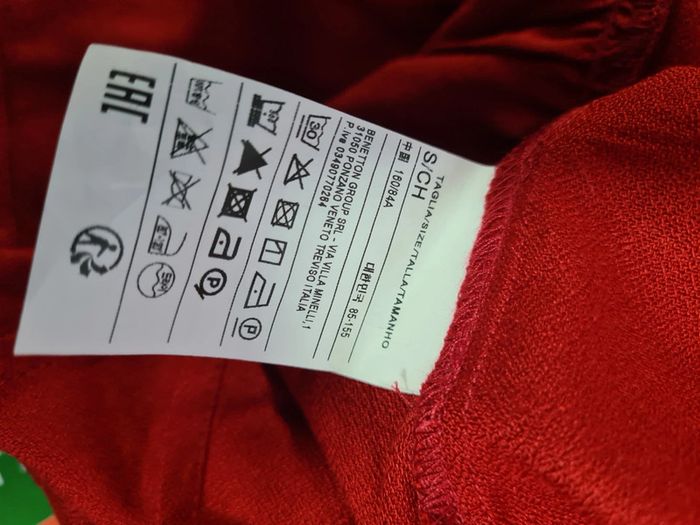 TAGLIA/SIZE/TALLA/TAMANHO
S/CH
中国 160/84A 대한민국 85-155
BENETTON GROUP SRL - VIA VILLA MINELLI,1
31050 PONZANO VENETO TREVISO ITALIA
P.iva 03490770264
30
P
P
EAC